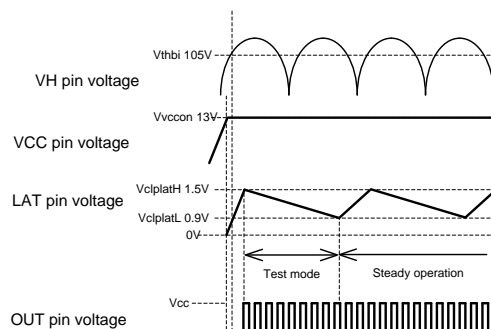 Vthbi 105V
VH pin voltage
Vvccon 13V
VCC pin voltage
VclplatH 1.5V
LAT pin voltage
VclplatL 0.9V
0V
Test mode
Steady operation
Vcc
OUT pin voltage